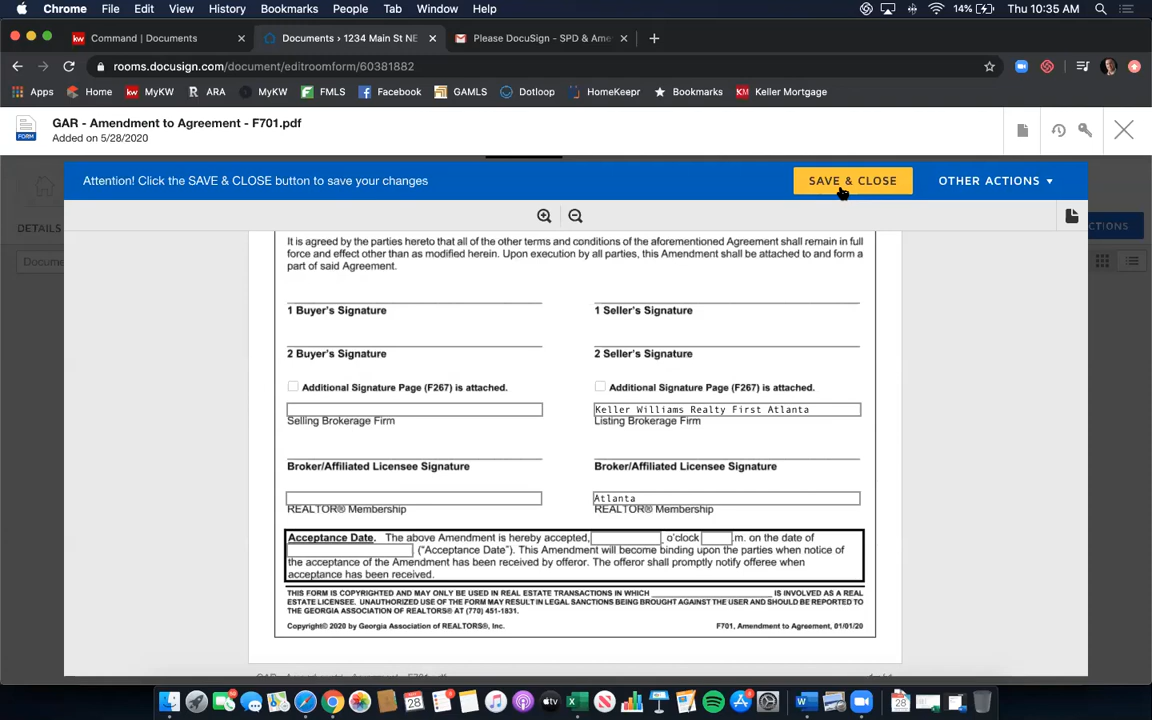 Chrome File Edit View History Bookmarks People Tab Window Help 14% Thu 10:35 AM
Command | Documents Documents › 1234 Main St NE Please DocuSign - SPD & Ame
rooms.docusign.com/document/editroomform/60381882
Apps Home MyKW ARA MyKW FMLS Facebook GAMLS Dotloop HomeKeepr Bookmarks Keller Mortgage
FORM
GAR - Amendment to Agreement - F701.pdf
Added on 5/28/2020
Attention! Click the SAVE & CLOSE button to save your changes SAVE & CLOSE OTHER ACTIONS
DETAILS
CTIONS
Docume
It is agreed by the parties hereto that all of the other terms and conditions of the aforementioned Agreement shall remain in full
force and effect other than as modified herein. Upon execution by all parties, this Amendment shall be attached to and form a
part of said Agreement.
1 Buyer's Signature 1 Seller's Signature
2 Buyer's Signature 2 Seller's Signature
Additional Signature Page (F267) is attached. Additional Signature Page (F267) is attached.
Keller Williams Realty First Atlanta
Selling Brokerage Firm Listing Brokerage Firm
Broker/Affiliated Licensee Signature Broker/Affiliated Licensee Signature
Atlanta
REALTOR® Membership REALTOR® Membership
Acceptance Date. The above Amendment is hereby accepted, o'clock .m. on the date of
("Acceptance Date"). This Amendment will become binding upon the parties when notice of
the acceptance of the Amendment has been received by offeror. The offeror shall promptly notify offeree when
acceptance has been received.
THIS FORM IS COPYRIGHTED AND MAY ONLY BE USED IN REAL ESTATE TRANSACTIONS IN WHICH IS INVOLVED AS A REAL
ESTATE LICENSEE. UNAUTHORIZED USE OF THE FORM MAY RESULT IN LEGAL SANCTIONS BEING BROUGHT AGAINST THE USER AND SHOULD BE REPORTED TO
THE GEORGIA ASSOCIATION OF REALTORS® AT (770) 451-1831.
Copyright© 2020 by Georgia Association of REALTORS®, Inc. F701, Amendment to Agreement, 01/01/20